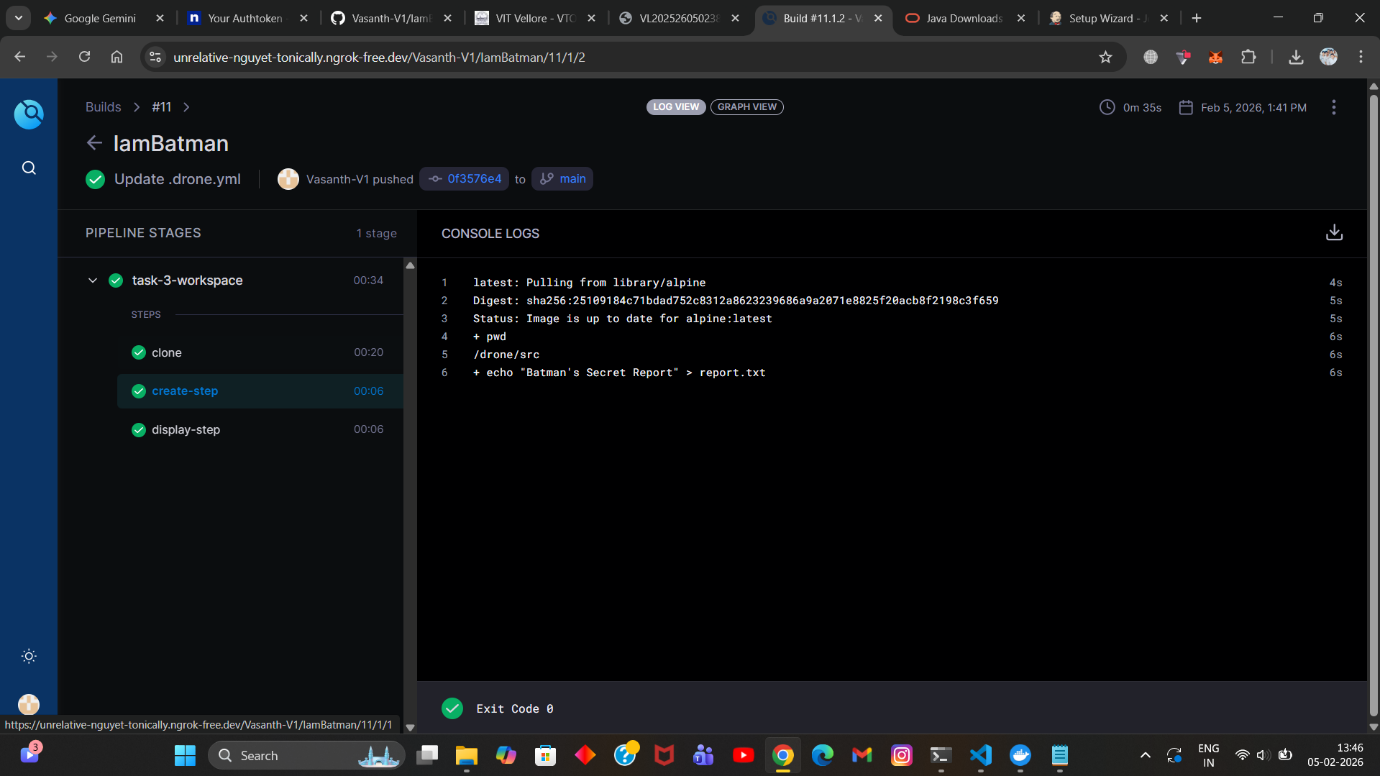 Google Gemini
Your Authtoken
Vasanth-V1/Iaml
VIT Vellore - VTO
VL20252605023
Build #11.1.2 - V
Java Downloads
Setup Wizard - J
unrelative-nguyet-tonically.ngrok-free.dev/Vasanth-V1/IamBatman/11/1/2
Builds > #11 >
LOG VIEW
GRAPH VIEW
0m 35s
Feb 5, 2026, 1:41 PM
IamBatman
Update .drone.yml
Vasanth-V1 pushed 0f3576e4 to main
PIPELINE STAGES
1 stage
task-3-workspace 00:34
STEPS
clone 00:20
create-step 00:06
display-step 00:06
CONSOLE LOGS
1 latest: Pulling from library/alpine 4s
2 Digest: sha256:25109184c71bdad752c8312a8623239686a9a2071e8825f20acb8f2198c3f659 5s
3 Status: Image is up to date for alpine:latest 5s
4 + pwd 6s
5 /drone/src 6s
6 + echo "Batman's Secret Report" > report.txt 6s
Exit Code 0
https://unrelative-nguyet-tonically.ngrok-free.dev/Vasanth-V1/IamBatman/11/1/1
3
Search
ENG
IN
13:46
05-02-2026